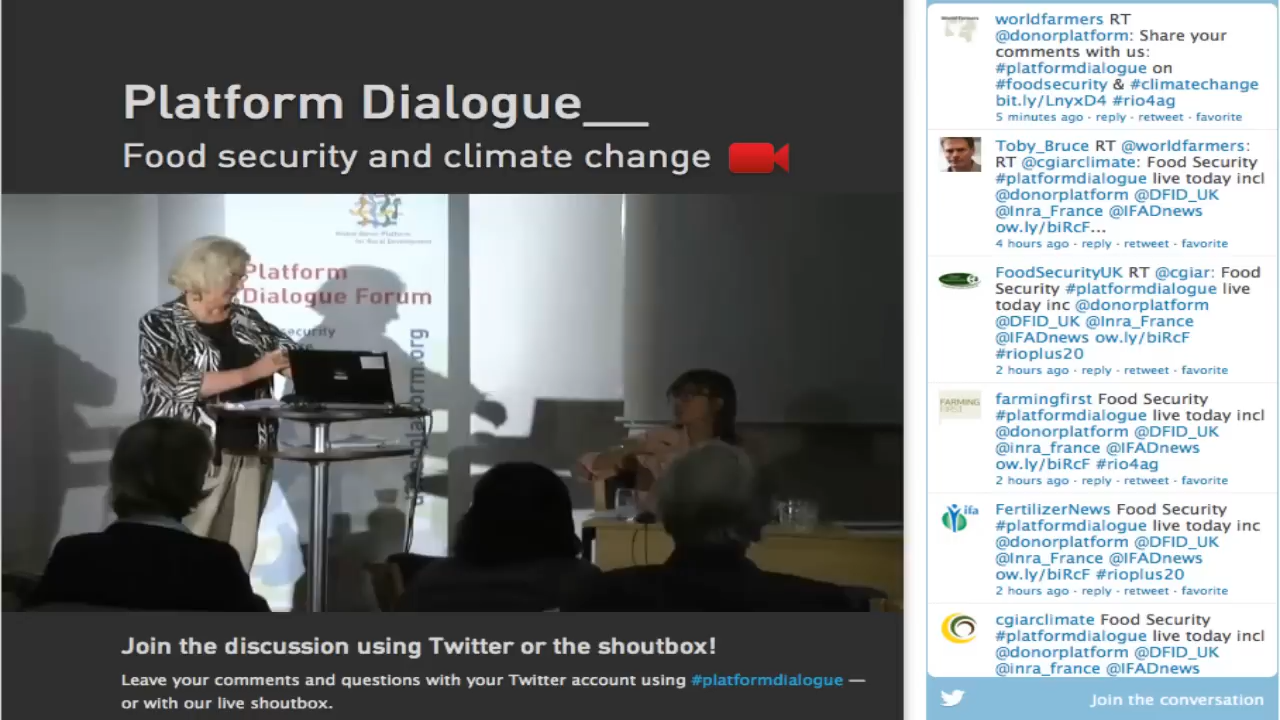 Platform Dialogue__
Food security and climate change
Platform
Dialogue Forum
security
Join the discussion using Twitter or the shoutbox!
Leave your comments and questions with your Twitter account using #platformdialogue —
or with our live shoutbox.
worldfarmers RT
@donorplatform: Share your
comments with us:
#platformdialogue on
#foodsecurity & #climatechange
bit.ly/LnyxD4 #rio4ag
5 minutes ago · reply · retweet · favorite
Toby_Bruce RT @worldfarmers:
RT @cgiarclimate: Food Security
#platformdialogue live today incl
@donorplatform @DFID_UK
@Inra_France @IFADnews
ow.ly/biRcF...
4 hours ago · reply · retweet · favorite
FoodSecurityUK RT @cgiar: Food
Security #platformdialogue live
today inc @donorplatform
@DFID_UK @Inra_France
@IFADnews ow.ly/biRcF
#rioplus20
2 hours ago · reply · retweet · favorite
FARMING
FIRST
farmingfirst Food Security
#platformdialogue live today incl
@donorplatform @DFID_UK
@inra_france @IFADnews
ow.ly/biRcF #rio4ag
2 hours ago · reply · retweet · favorite
ifa
FertilizerNews Food Security
#platformdialogue live today inc
@donorplatform @DFID_UK
@Inra_France @IFADnews
ow.ly/biRcF #rioplus20
2 hours ago · reply · retweet · favorite
cgiarclimate Food Security
#platformdialogue live today incl
@donorplatform @DFID_UK
@inra_france @IFADnews
Join the conversation